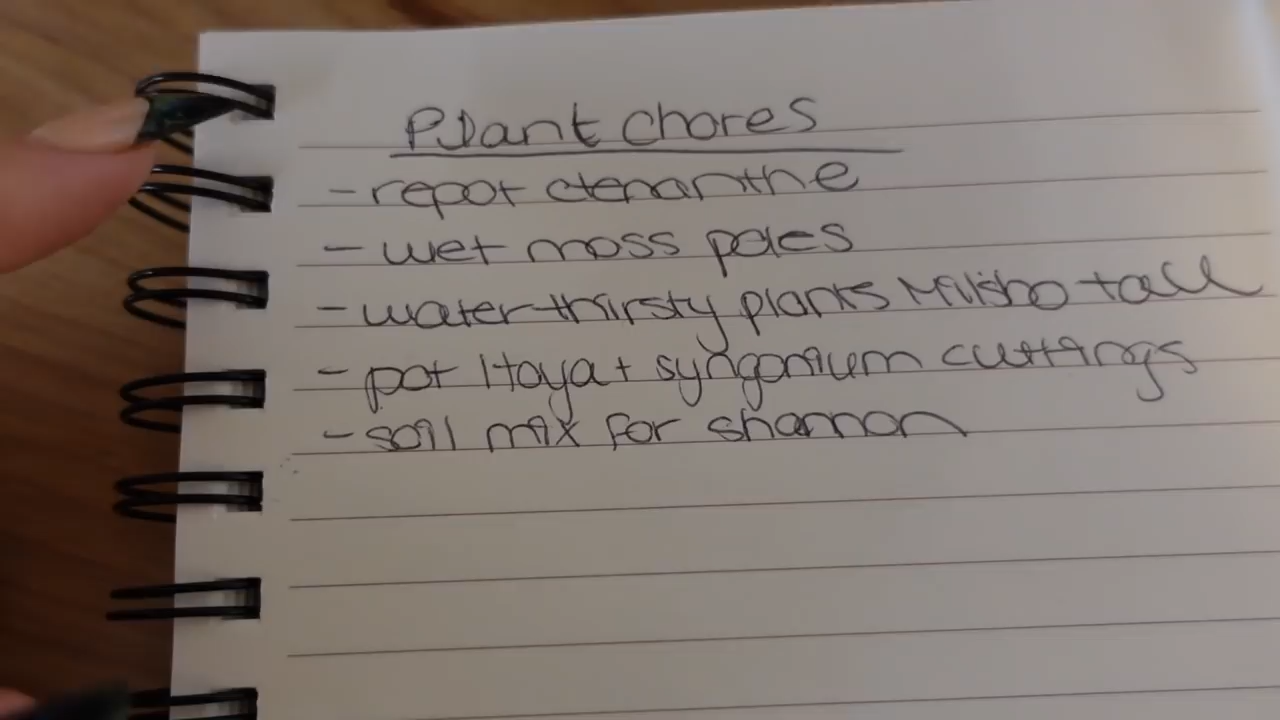 Plant chores
- repot ctenanthe
- wet moss poles
- water thirsty plants Milsbo tall
- pot Hoya + syngonium cuttings
- soil mix for shannon